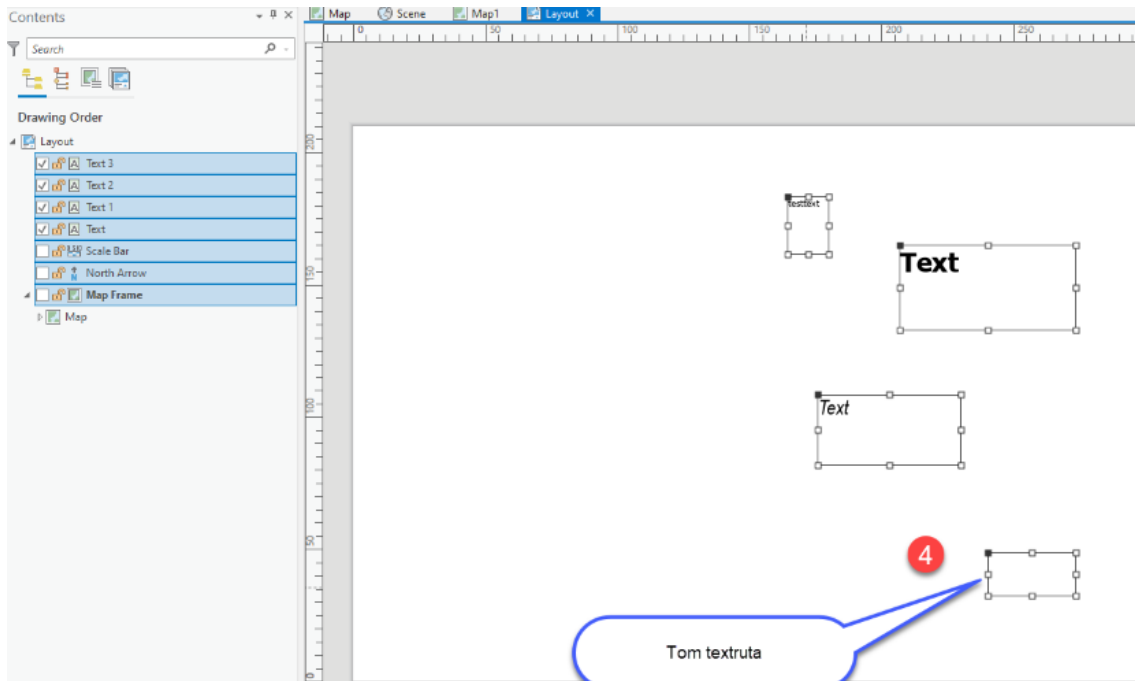 Contents
Map
Scene
Map1
Layout
Search
Drawing Order
Layout
A Text 3
A Text 2
A Text 1
A Text
Scale Bar
N North Arrow
Map Frame
Map
0
50
100
150
200
250
200
150
100
50
0
testtext
Text
Text
4
Tom textruta